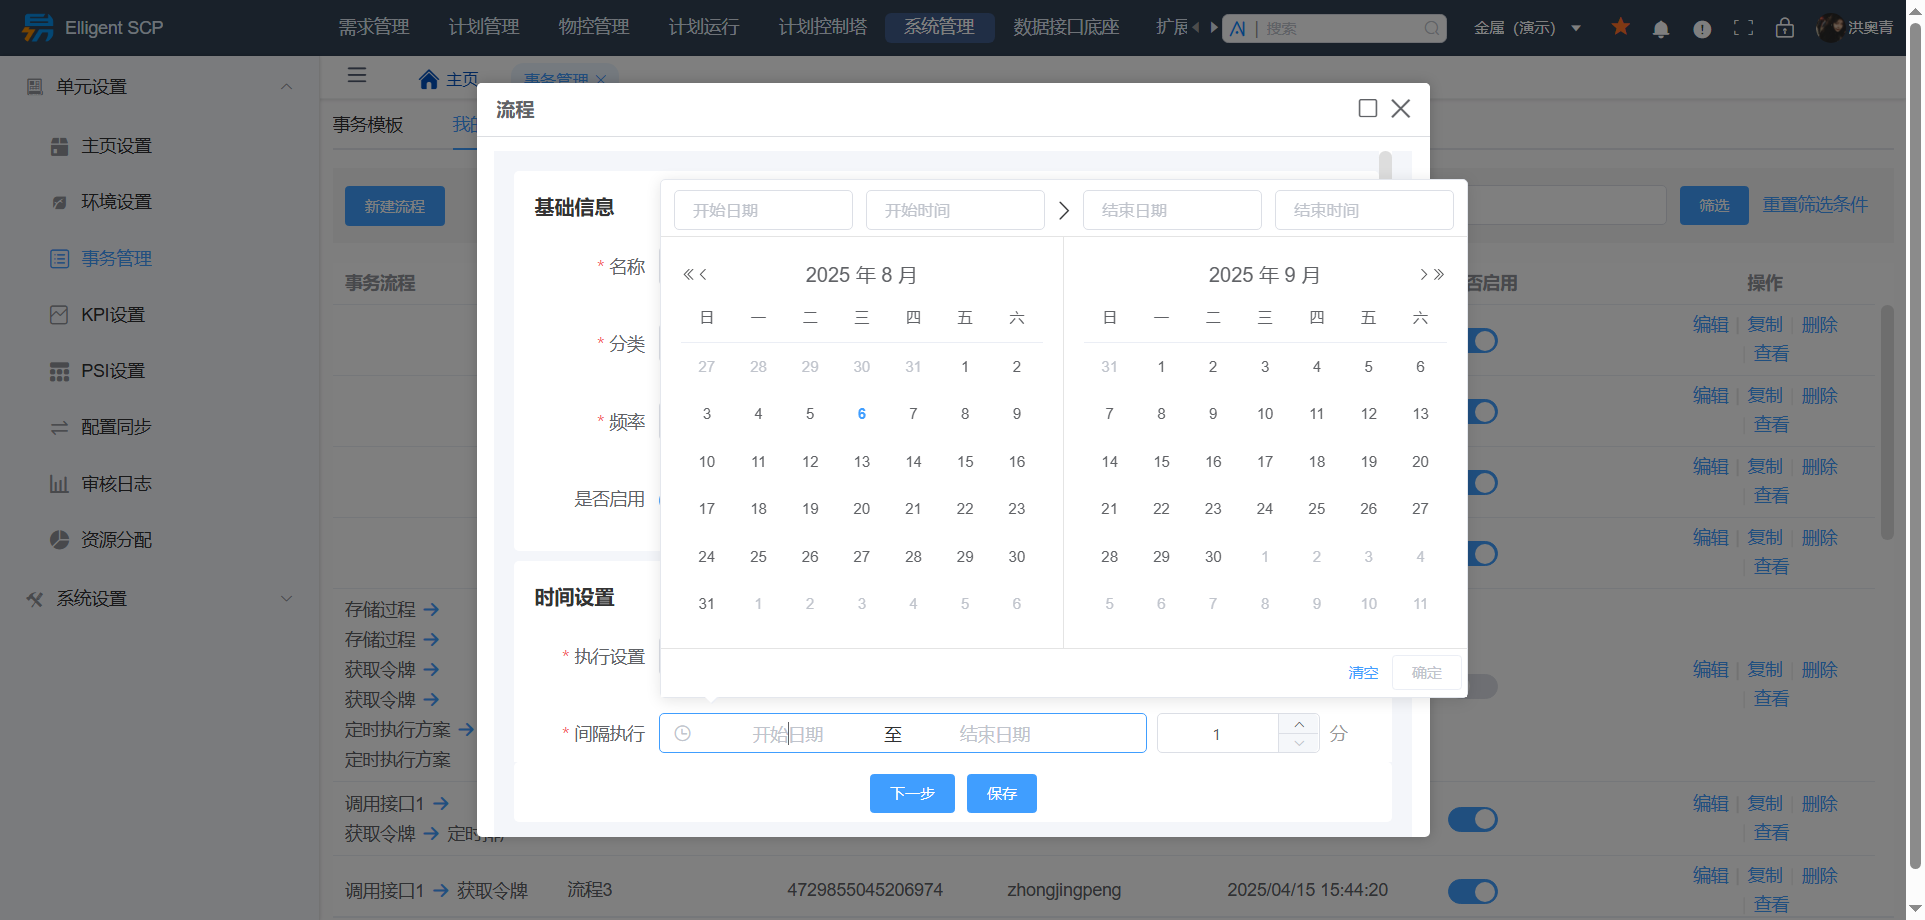 Elligent SCP
需求管理 计划管理 物控管理 计划运行 计划控制塔 系统管理 数据接口底座 扩展
AI 搜索
金属（演示）
洪奥青
单元设置
主页设置
环境设置
事务管理
KPI设置
PSI设置
配置同步
审核日志
资源分配
系统设置
主页 事务管理
事务模板 我的
新建流程
筛选 重置筛选条件
事务流程
否启用 操作
编辑 复制 删除
查看
编辑 复制 删除
查看
编辑 复制 删除
查看
编辑 复制 删除
查看
存储过程
存储过程
获取令牌
获取令牌
定时执行方案
定时执行方案
编辑 复制 删除
查看
调用接口1
获取令牌 定时
编辑 复制 删除
查看
调用接口1 获取令牌 流程3 4729855045206974 zhongjingpeng 2025/04/15 15:44:20
编辑 复制 删除
查看
流程
基础信息
* 名称
* 分类
* 频率
是否启用
时间设置
* 执行设置
* 间隔执行 开始日期 至 结束日期 1 分
下一步 保存
开始日期 开始时间 结束日期 结束时间
2025 年 8 月
日 一 二 三 四 五 六
27 28 29 30 31 1 2
3 4 5 6 7 8 9
10 11 12 13 14 15 16
17 18 19 20 21 22 23
24 25 26 27 28 29 30
31 1 2 3 4 5 6
2025 年 9 月
日 一 二 三 四 五 六
31 1 2 3 4 5 6
7 8 9 10 11 12 13
14 15 16 17 18 19 20
21 22 23 24 25 26 27
28 29 30 1 2 3 4
5 6 7 8 9 10 11
清空 确定